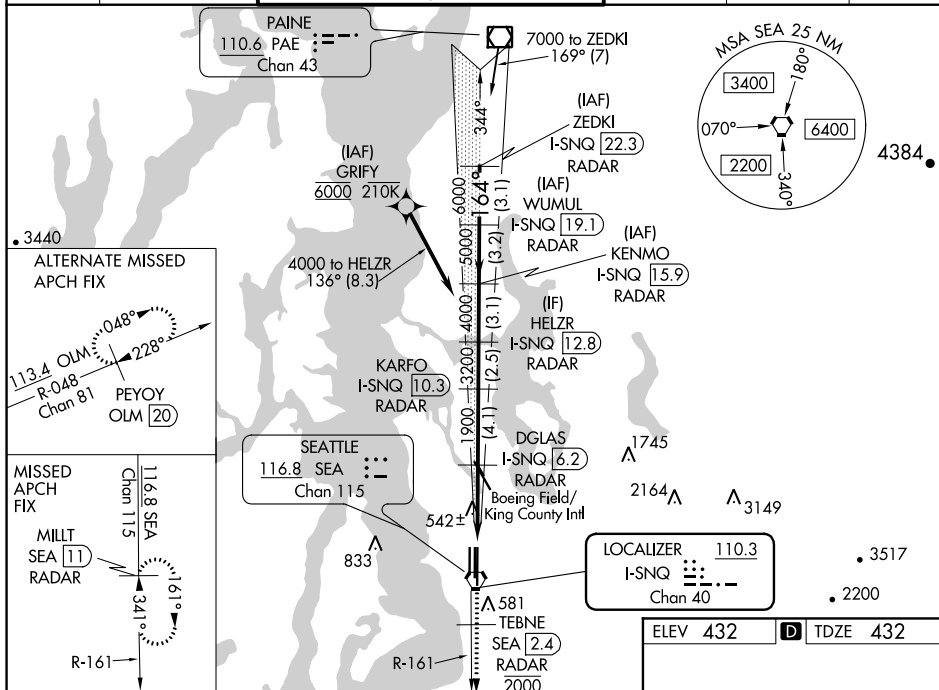 PAINE
110.6 PAE
Chan 43
7000 to ZEDKI
169° (7)
MSA SEA 25 NM
180°
3400
070°
6400
2200
340°
4384
344°
(IAF)
ZEDKI
I-SNQ 22.3
RADAR
(IAF)
GRIFY
6000 210K
6000
164°
(3.1)
(IAF)
WUMUL
I-SNQ 19.1
RADAR
5000
(3.2)
(IAF)
KENMO
I-SNQ 15.9
RADAR
3440
4000 to HELZR
136° (8.3)
4000
(3.1)
(IF)
HELZR
I-SNQ 12.8
RADAR
ALTERNATE MISSED
APCH FIX
048°
228°
113.4 OLM
R-048
Chan 81
PEYOY
OLM 20
KARFO
I-SNQ 10.3
RADAR
3200
(2.5)
1900
(4.1)
DGLAS
I-SNQ 6.2
RADAR
Boeing Field/
King County Intl
1745
2164
3149
SEATTLE
116.8 SEA
Chan 115
542±
833
MISSED
APCH
FIX
116.8 SEA
Chan 115
MILLT
SEA 11
RADAR
161°
341°
R-161
LOCALIZER 110.3
I-SNQ
Chan 40
3517
2200
581
TEBNE
SEA 2.4
RADAR
2000
R-161
ELEV 432 D TDZE 432